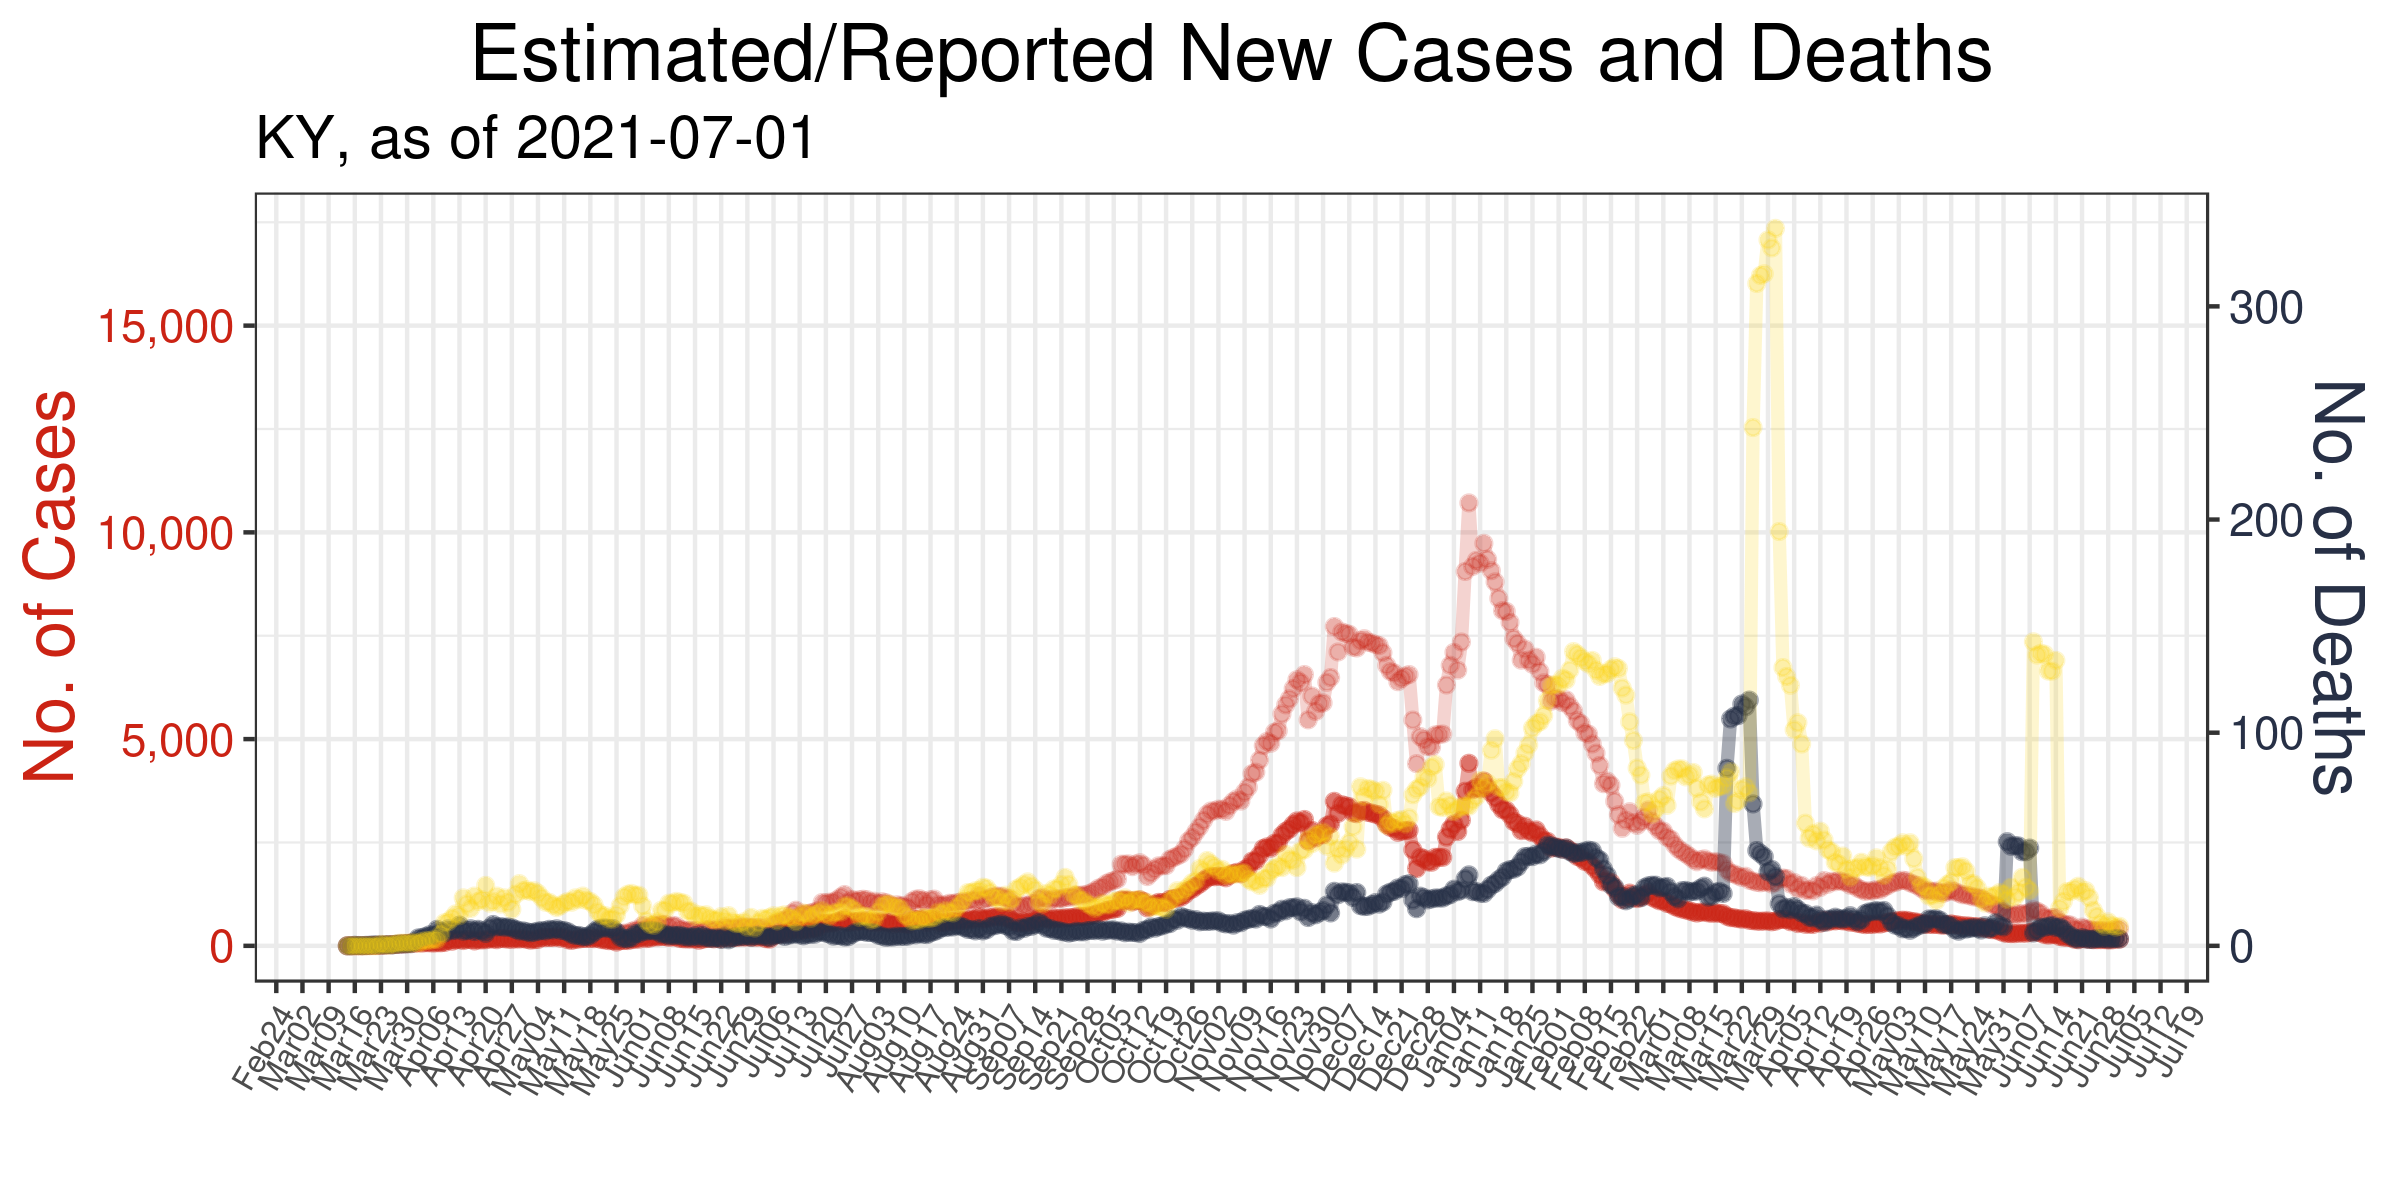 Estimated/Reported New Cases and Deaths
KY, as of 2021-07-01
No. of Cases
15,000
10,000
5,000
0
300
200
100
0
No. of Deaths
Feb24
Mar02
Mar09
Mar16
Mar23
Mar30
Apr06
Apr13
Apr20
Apr27
May04
May11
May18
May25
Jun01
Jun08
Jun15
Jun22
Jun29
Jul06
Jul13
Jul20
Jul27
Aug03
Aug10
Aug17
Aug24
Aug31
Sep07
Sep14
Sep21
Sep28
Oct05
Oct12
Oct19
Oct26
Nov02
Nov09
Nov16
Nov23
Nov30
Dec07
Dec14
Dec21
Dec28
Jan04
Jan11
Jan18
Jan25
Feb01
Feb08
Feb15
Feb22
Mar01
Mar08
Mar15
Mar22
Mar29
Apr05
Apr12
Apr19
Apr26
May03
May10
May17
May24
May31
Jun07
Jun14
Jun21
Jun28
Jul05
Jul12
Jul19